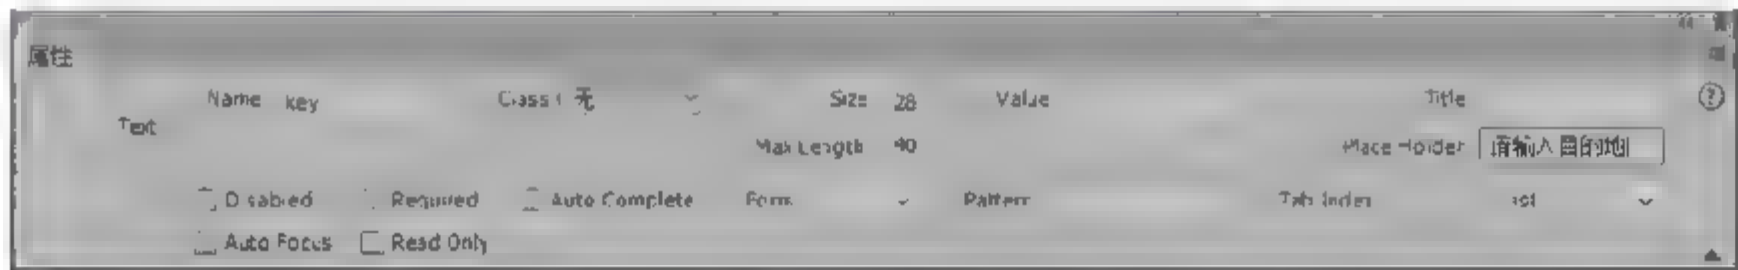 属性
Name key Class 无 Size 28 Value Title
Text
Max Length 40 Place Holder 请输入目的地
Disabled Required Auto Complete Form Pattern Tab Index
Auto Focus Read Only